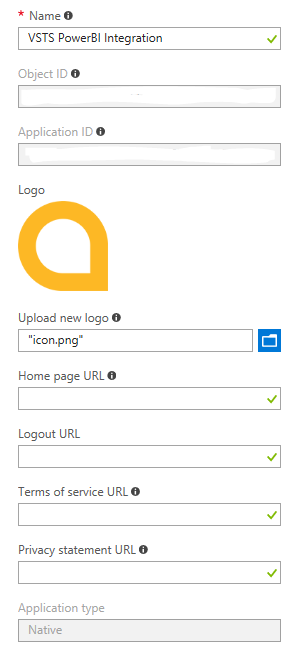 * Name
VSTS PowerBI Integration
Object ID
Application ID
Logo
Upload new logo
"icon.png"
Home page URL
Logout URL
Terms of service URL
Privacy statement URL
Application type
Native